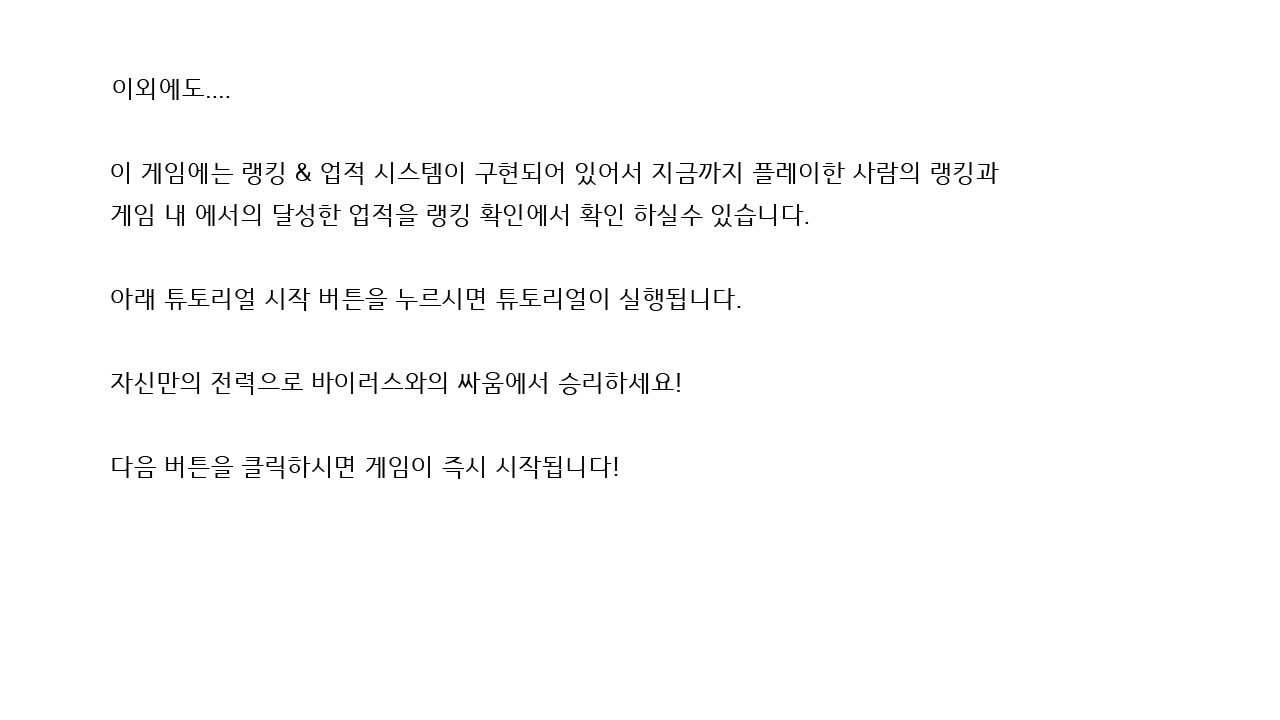 이외에도....
이 게임에는 랭킹 & 업적 시스템이 구현되어 있어서 지금까지 플레이한 사람의 랭킹과
게임 내 에서의 달성한 업적을 랭킹 확인에서 확인 하실수 있습니다.
아래 튜토리얼 시작 버튼을 누르시면 튜토리얼이 실행됩니다.
자신만의 전력으로 바이러스와의 싸움에서 승리하세요!
다음 버튼을 클릭하시면 게임이 즉시 시작됩니다!